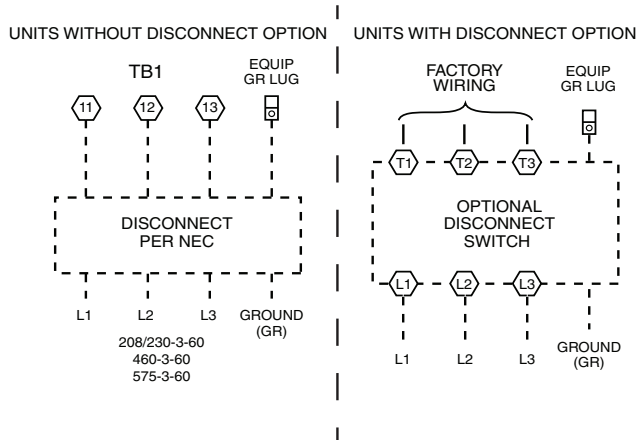 UNITS WITHOUT DISCONNECT OPTION
TB1
EQUIP
GR LUG
11
12
13
DISCONNECT
PER NEC
L1
L2
L3
GROUND
(GR)
208/230-3-60
460-3-60
575-3-60
UNITS WITH DISCONNECT OPTION
FACTORY
WIRING
EQUIP
GR LUG
T1
T2
T3
OPTIONAL
DISCONNECT
SWITCH
L1
L2
L3
L1
L2
L3
GROUND
(GR)